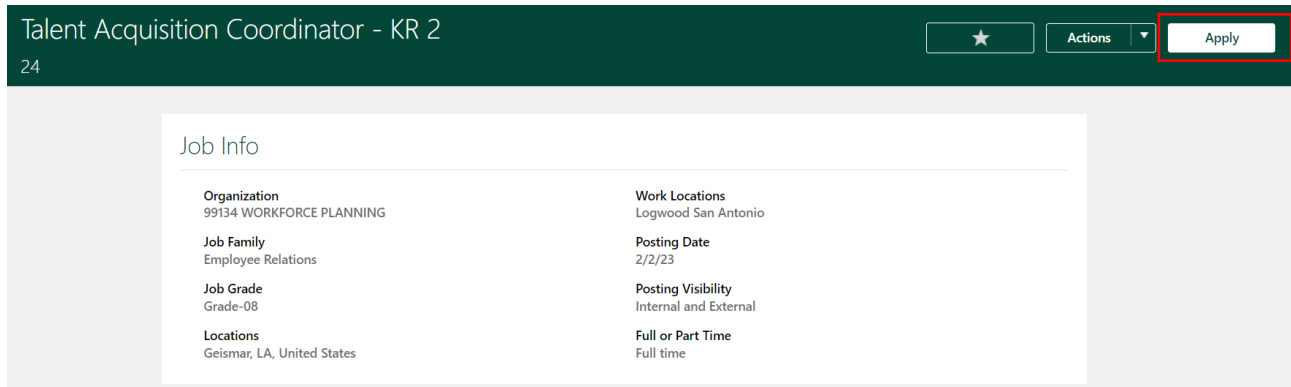 Talent Acquisition Coordinator - KR 2
24
Actions
Apply
Job Info
Organization
99134 WORKFORCE PLANNING
Job Family
Employee Relations
Job Grade
Grade-08
Locations
Geismar, LA, United States
Work Locations
Logwood San Antonio
Posting Date
2/2/23
Posting Visibility
Internal and External
Full or Part Time
Full time